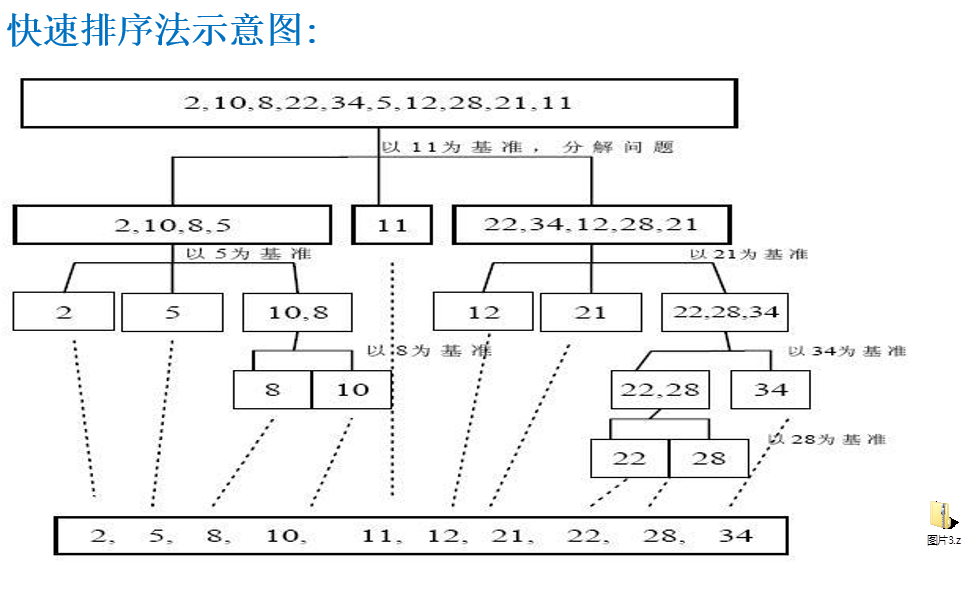 快速排序法示意图:
2,10,8,22,34,5,12,28,21,11
以11为基准，分解问题
2,10,8,5
11
22,34,12,28,21
以5为基准
以21为基准
2
5
10,8
12
21
22,28,34
以8为基准
以34为基准
8
10
22,28
34
以28为基准
22
28
2, 5, 8, 10, 11, 12, 21, 22, 28, 34
图片3.z